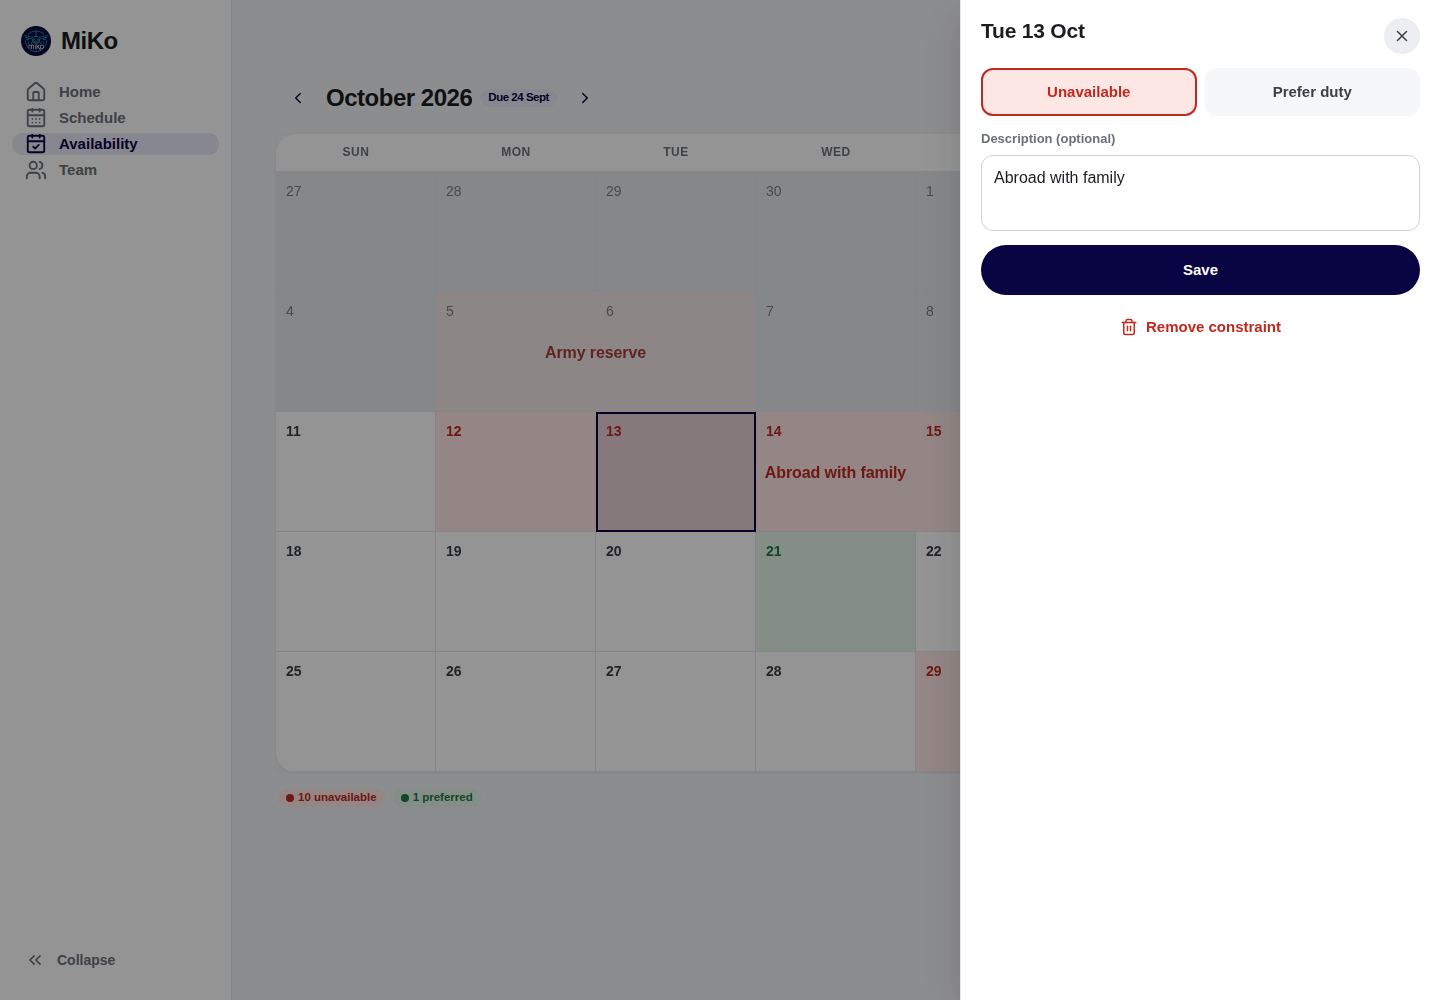 MiKo
Home
Schedule
Availability
Team
Collapse
October 2026 Due 24 Sept
SUN MON TUE WED
27 28 29 30 1
4 5 6 7 8
Army reserve
11 12 13 14 15
Abroad with family
18 19 20 21 22
25 26 27 28 29
10 unavailable 1 preferred
Tue 13 Oct
Unavailable Prefer duty
Description (optional)
Abroad with family
Save
Remove constraint